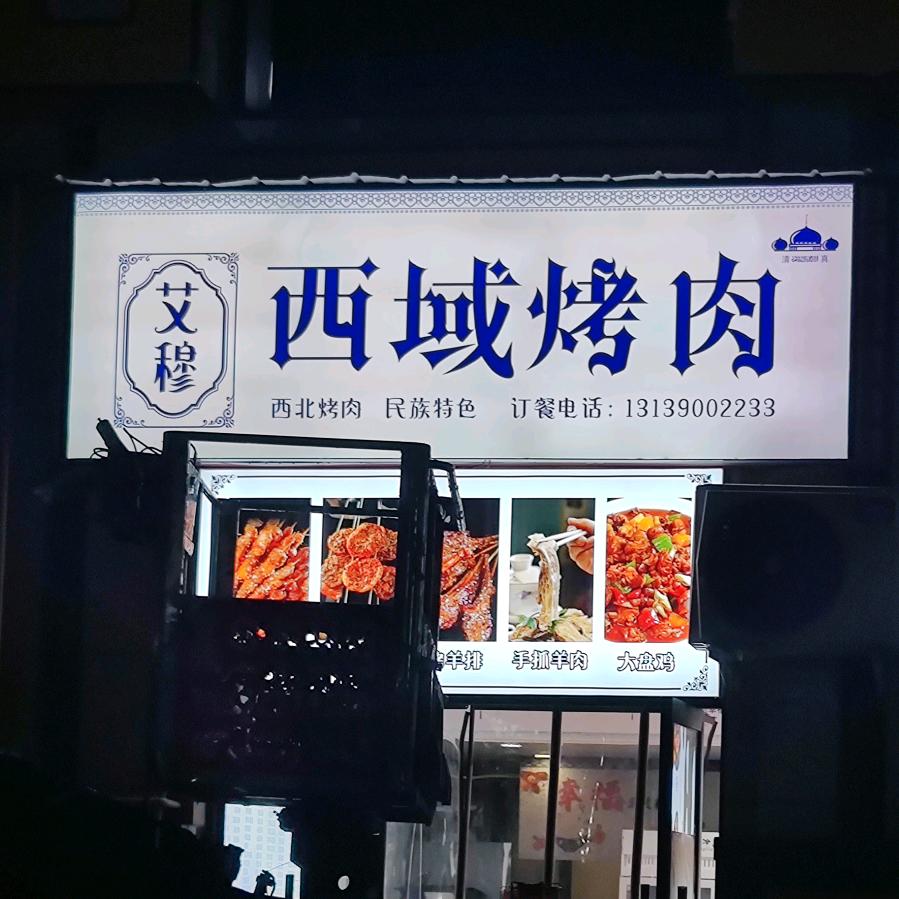 艾穆
西域烤肉
西北烤肉 民族特色 订餐电话: 13139002233
羊排
手抓羊肉
大盘鸡